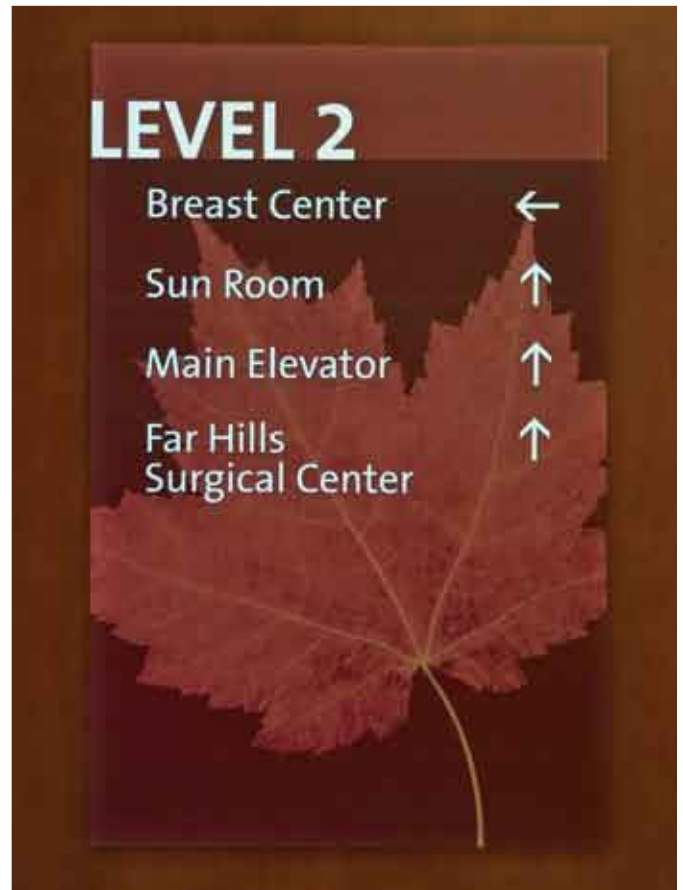 LEVEL 2
Breast Center ←
Sun Room ↑
Main Elevator ↑
Far Hills ↑
Surgical Center